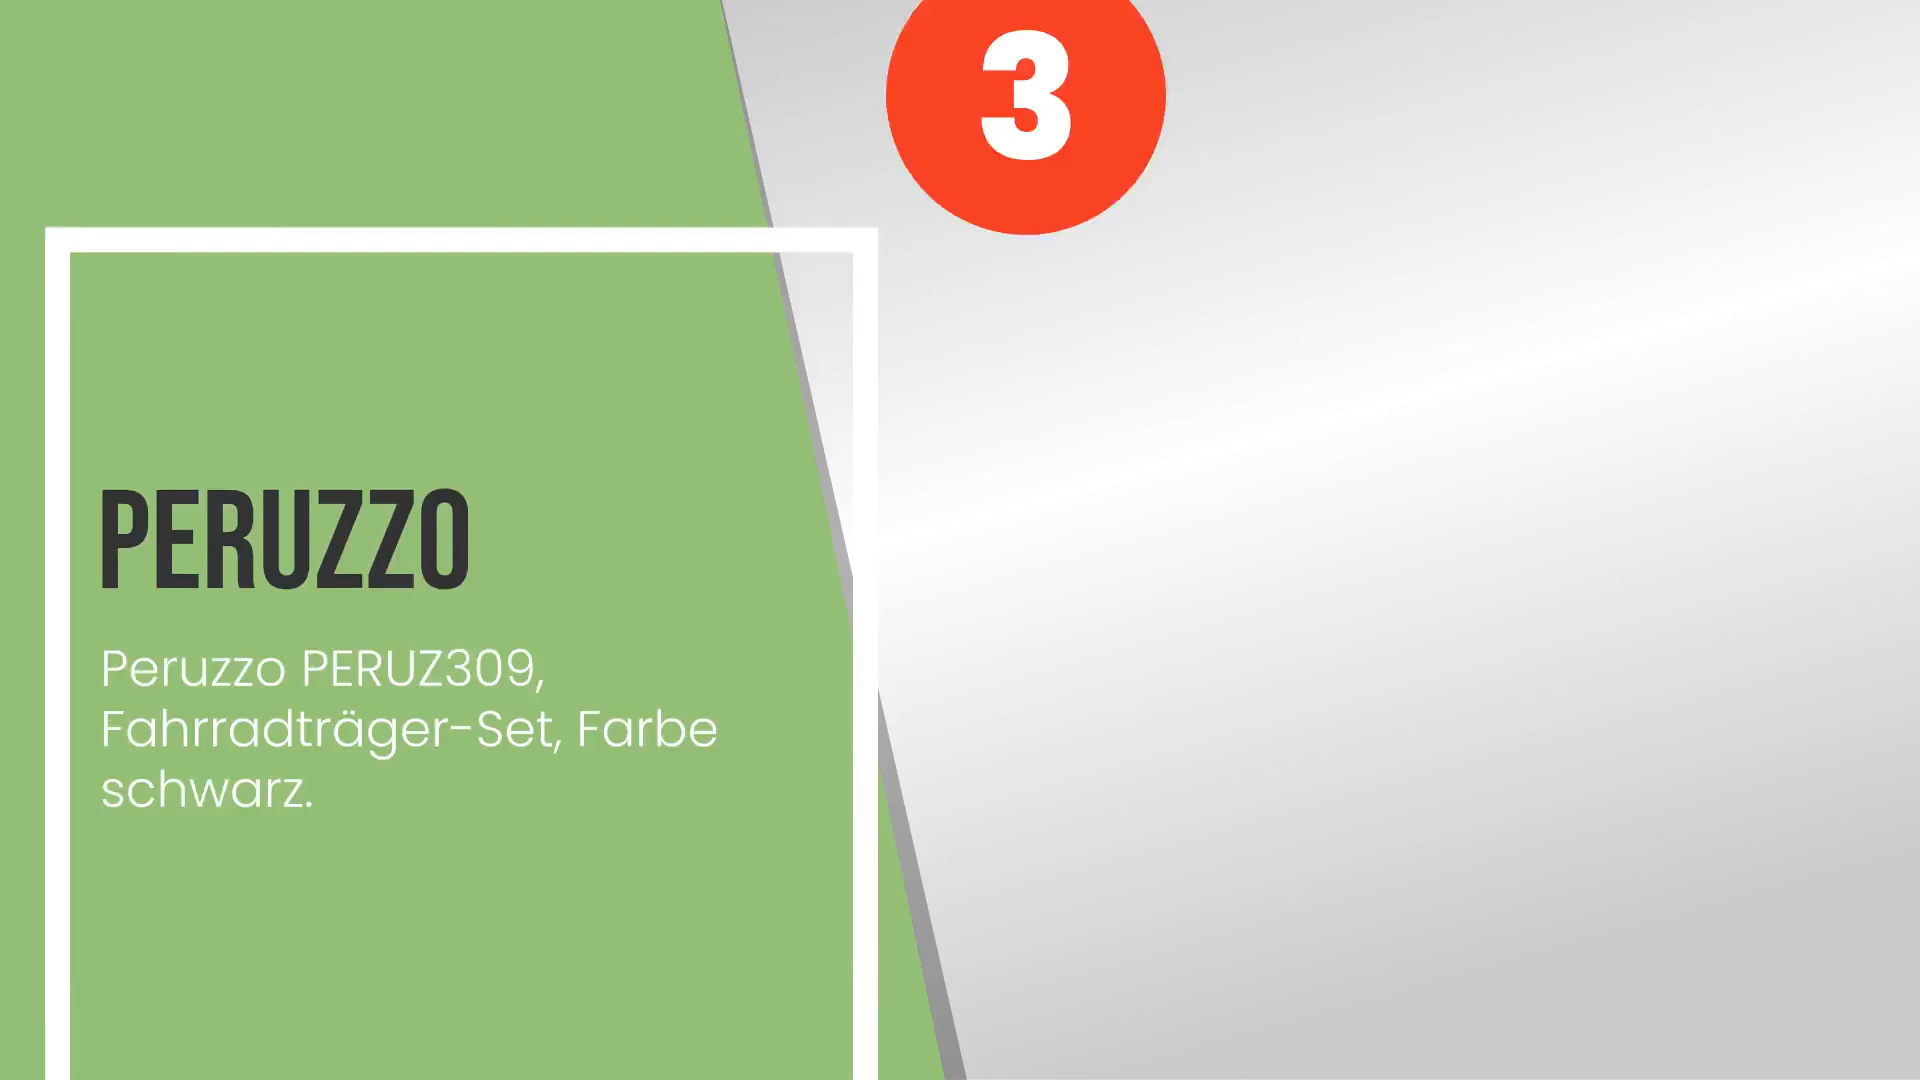 3
PERUZZO
Peruzzo PERUZ309,
Fahrradträger-Set, Farbe
schwarz.